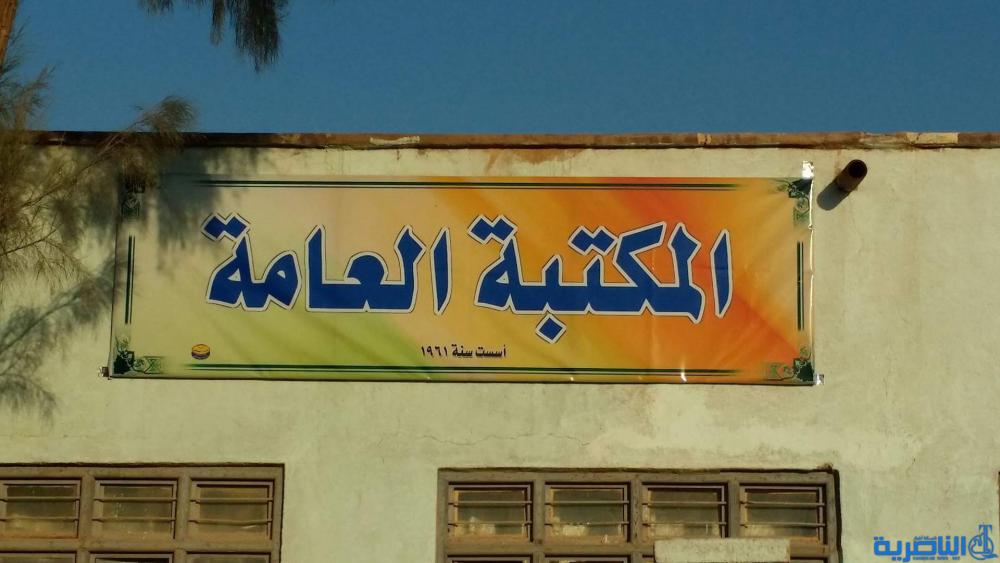 المكتبة العامة
أسست سنة ١٩٦١
الناصرية